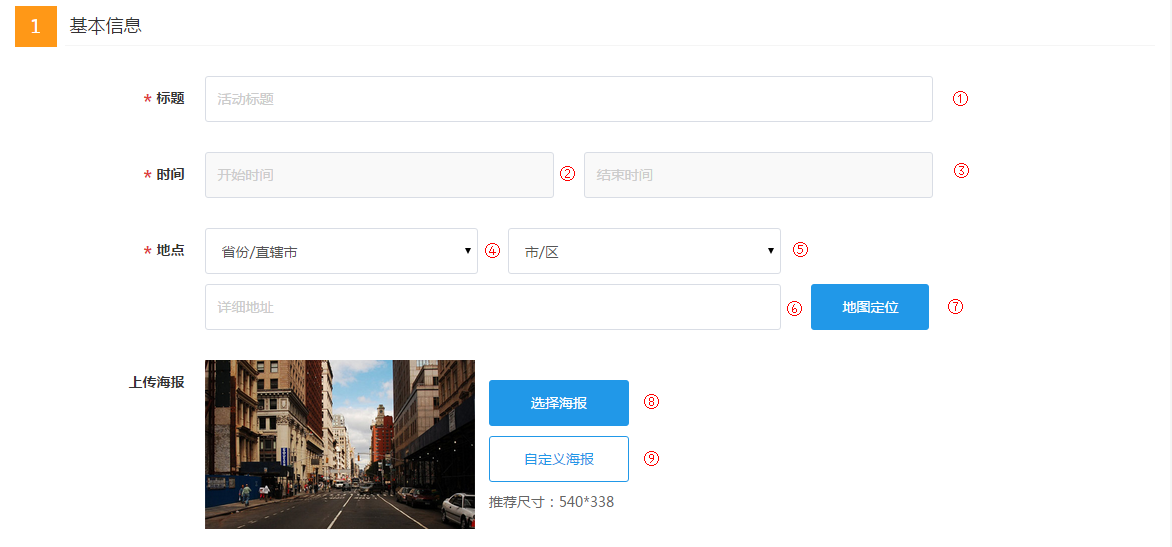 1 基本信息
* 标题 活动标题 ①
* 时间 开始时间 ② 结束时间 ③
* 地点 省份/直辖市 ④ 市/区 ⑤
详细地址 ⑥ 地图定位 ⑦
上传海报
选择海报 ⑧
自定义海报 ⑨
推荐尺寸：540*338